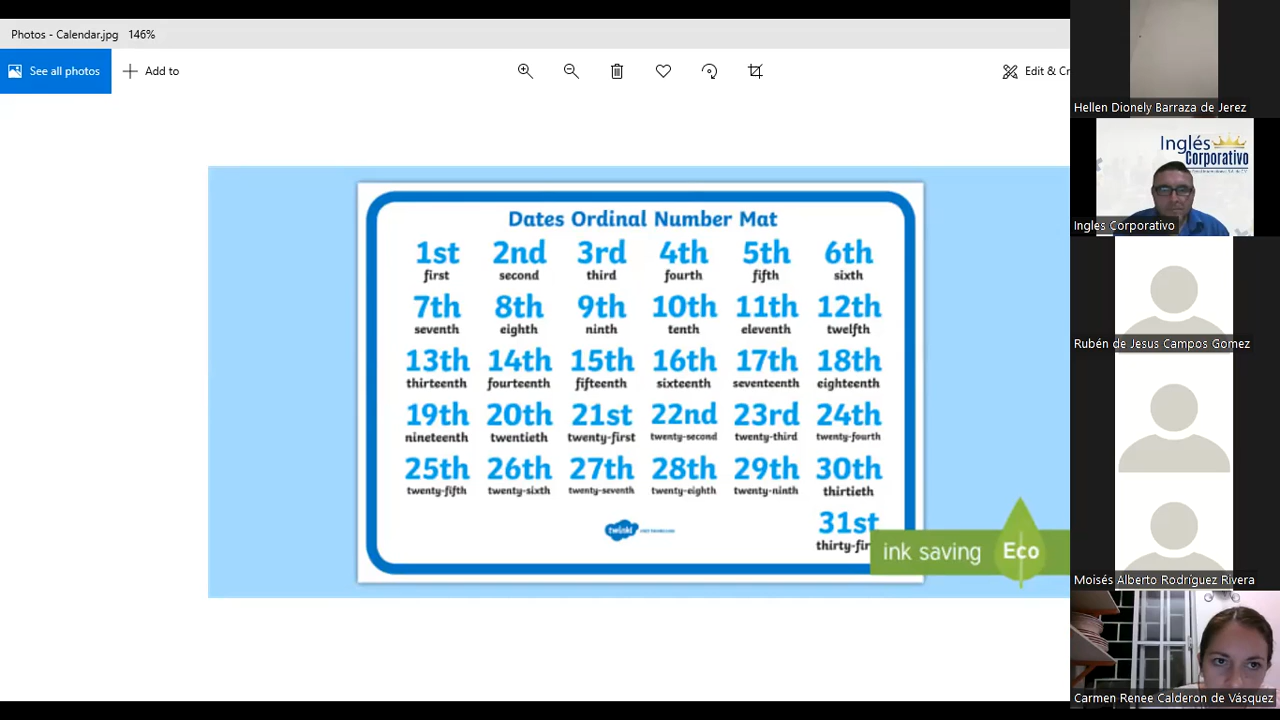 Photos - Calendar.jpg 146%
See all photos
Add to
Edit & Cr
Dates Ordinal Number Mat
1st 2nd 3rd 4th 5th 6th
first second third fourth fifth sixth
7th 8th 9th 10th 11th 12th
seventh eighth ninth tenth eleventh twelfth
13th 14th 15th 16th 17th 18th
thirteenth fourteenth fifteenth sixteenth seventeenth eighteenth
19th 20th 21st 22nd 23rd 24th
nineteenth twentieth twenty-first twenty-second twenty-third twenty-fourth
25th 26th 27th 28th 29th 30th
twenty-fifth twenty-sixth twenty-seventh twenty-eighth twenty-ninth thirtieth
31st
thirty-fir
twinkl
ink saving Eco
Hellen Dionely Barraza de Jerez
Inglés
Corporativo
Ingles Corporativo
Rubén de Jesus Campos Gomez
Moisés Alberto Rodríguez Rivera
Carmen Renee Calderon de Vásquez